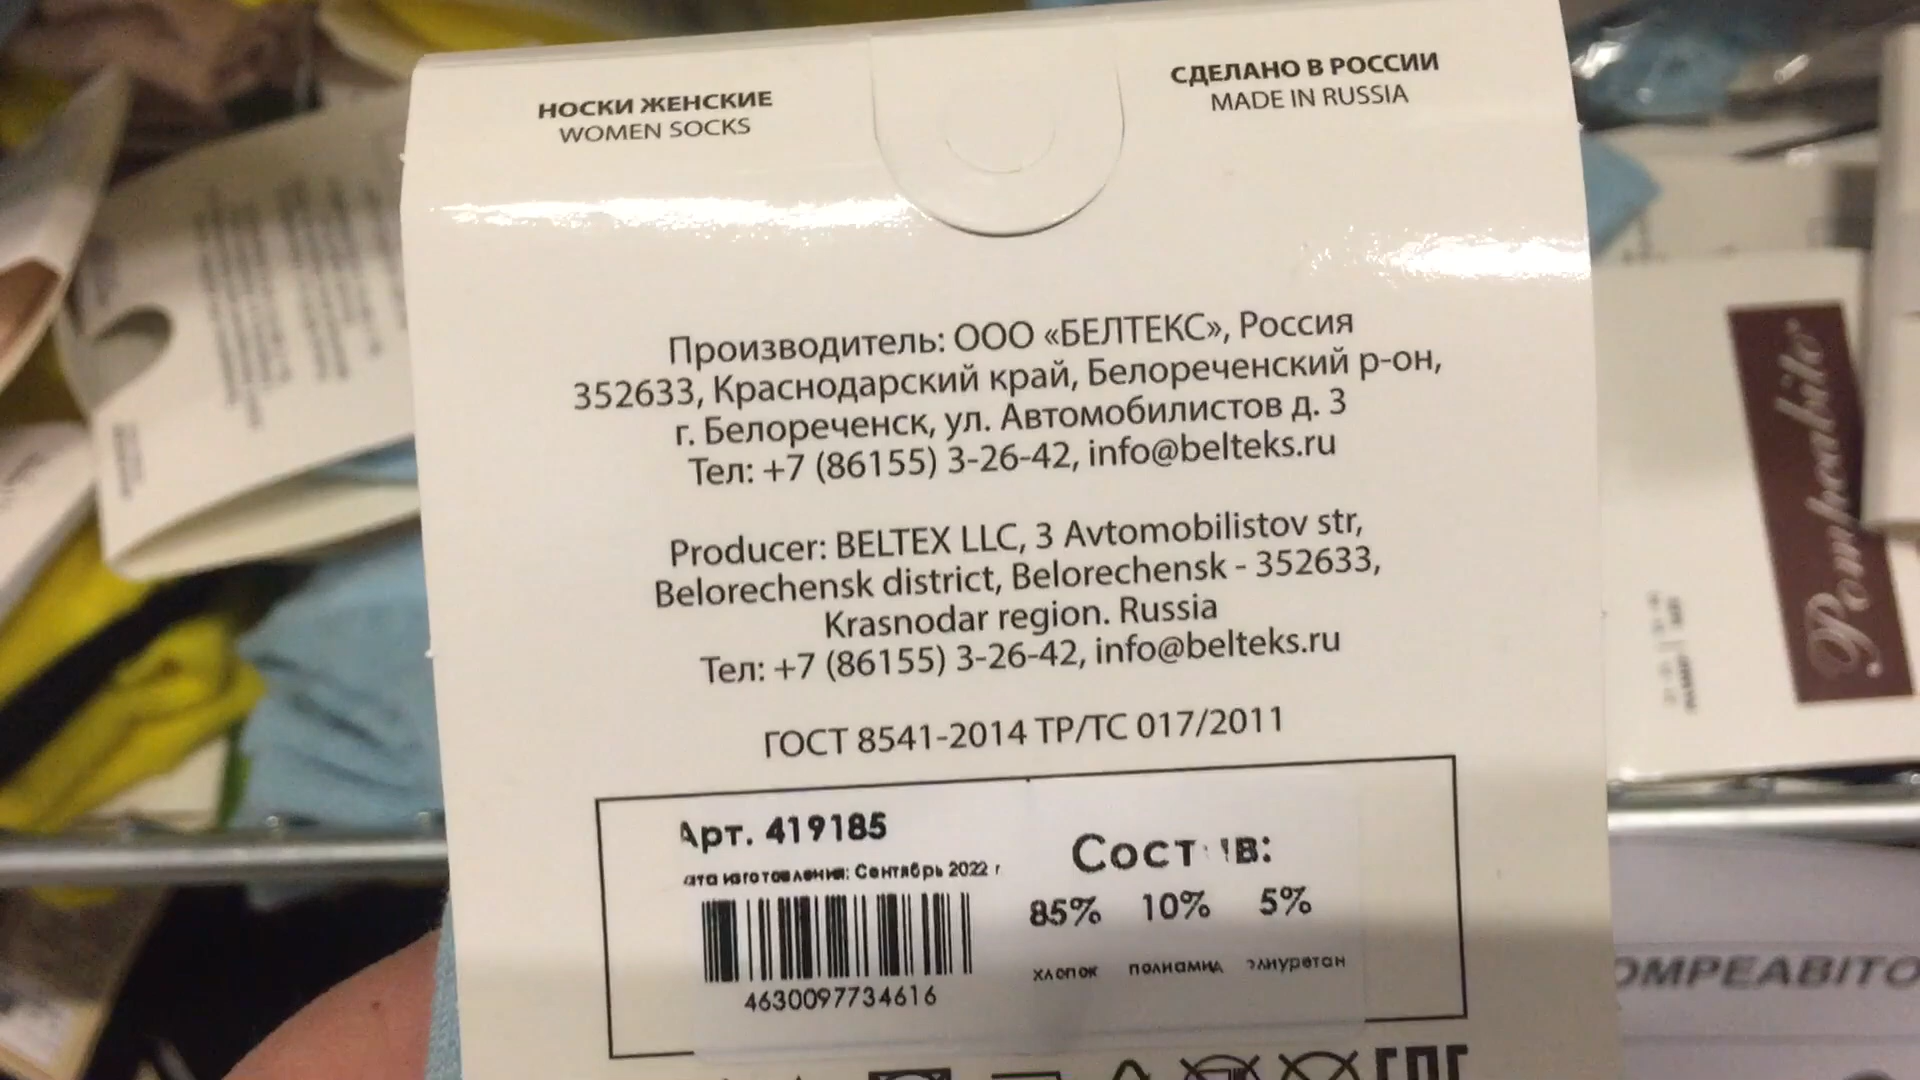 НОСКИ ЖЕНСКИЕ
WOMEN SOCKS
СДЕЛАНО В РОССИИ
MADE IN RUSSIA
Производитель: ООО «БЕЛТЕКС», Россия
352633, Краснодарский край, Белореченский р-он,
г. Белореченск, ул. Автомобилистов д. 3
Тел: +7 (86155) 3-26-42, info@belteks.ru
Producer: BELTEX LLC, 3 Avtomobilistov str,
Belorechensk district, Belorechensk - 352633,
Krasnodar region. Russia
Тел: +7 (86155) 3-26-42, info@belteks.ru
ГОСТ 8541-2014 ТР/ТС 017/2011
Арт. 419185
ата изготовления: Сентябрь 2022 г
4630097734616
Состав:
85% 10% 5%
хлопок полиамид элиуретан
Pompeabito
OMPEABITO